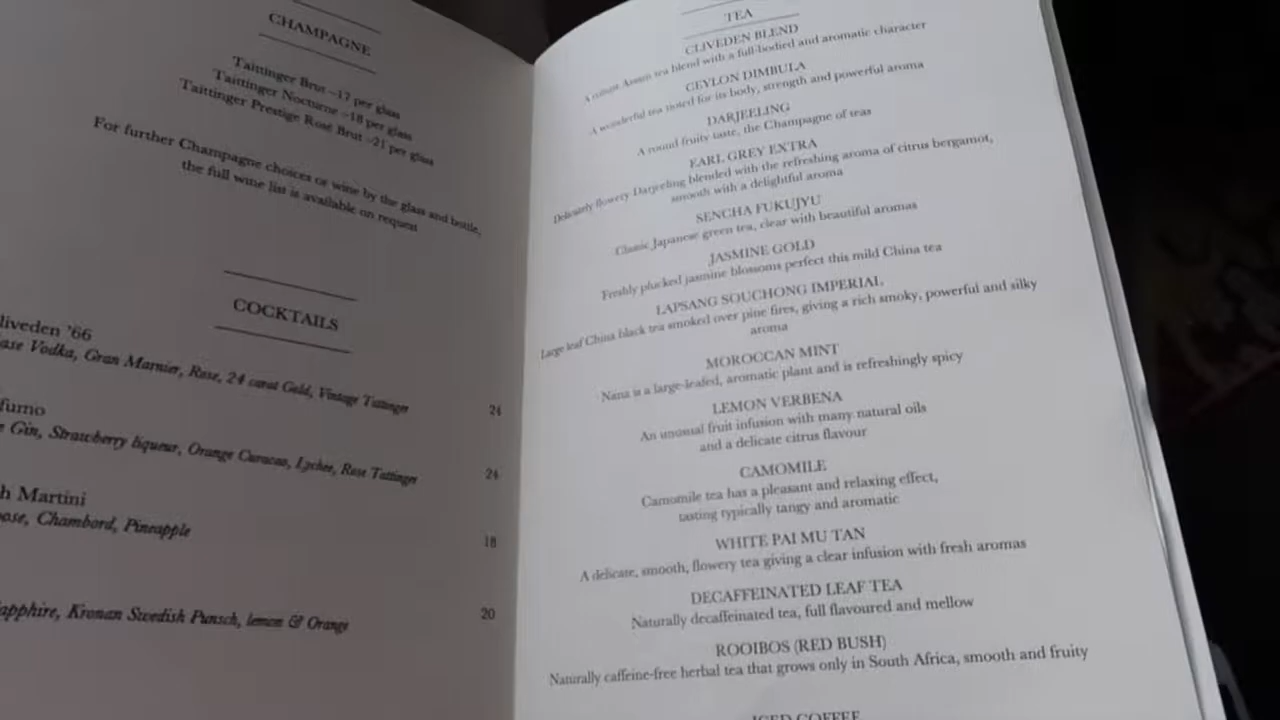 CHAMPAGNE
Taittinger Brut ~17 per glass
Taittinger Nocturne ~18 per glass
Taittinger Prestige Rosé Brut ~21 per glass
For further Champagne choices or wine by the glass and bottle,
the full wine list is available on request
COCKTAILS
liveden '66
Vodka, Gran Marnier, Rose, 24 carat Gold, Vintage Tattinger 24
fumo
Gin, Strawberry liqueur, Orange Curacao, Lychee, Rose Tattinger 24
h Martini
Chambord, Pineapple 18
apphire, Kronan Swedish Punsch, lemon & Orange 20
TEA
CLIVEDEN BLEND
A robust Assam tea blend with a full-bodied and aromatic character
CEYLON DIMBULA
A wonderful tea noted for its body, strength and powerful aroma
DARJEELING
A round fruity taste, the Champagne of teas
EARL GREY EXTRA
Delicately flowery Darjeeling blended with the refreshing aroma of citrus bergamot,
smooth with a delightful aroma
SENCHA FUKUJYU
Classic Japanese green tea, clear with beautiful aromas
JASMINE GOLD
Freshly plucked jasmine blossoms perfect this mild China tea
LAPSANG SOUCHONG IMPERIAL
Large leaf China black tea smoked over pine fires, giving a rich smoky, powerful and silky
aroma
MOROCCAN MINT
Nana is a large-leafed, aromatic plant and is refreshingly spicy
LEMON VERBENA
An unusual fruit infusion with many natural oils
and a delicate citrus flavour
CAMOMILE
Camomile tea has a pleasant and relaxing effect,
tasting typically tangy and aromatic
WHITE PAI MU TAN
A delicate, smooth, flowery tea giving a clear infusion with fresh aromas
DECAFFEINATED LEAF TEA
Naturally decaffeinated tea, full flavoured and mellow
ROOIBOS (RED BUSH)
Naturally caffeine-free herbal tea that grows only in South Africa, smooth and fruity
ICED COFFEE